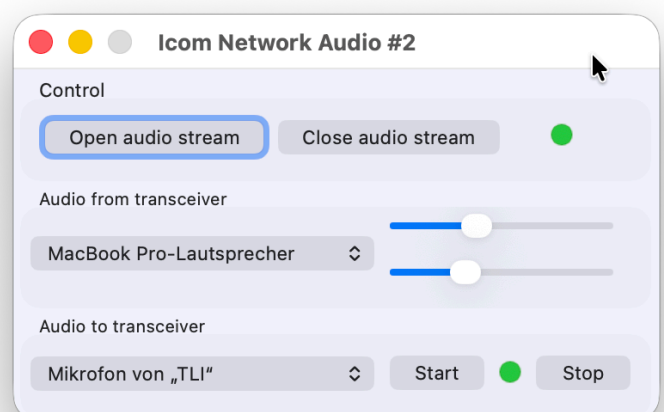 Icom Network Audio #2
Control
Open audio stream Close audio stream
Audio from transceiver
MacBook Pro-Lautsprecher
Audio to transceiver
Mikrofon von „TLI“ Start Stop